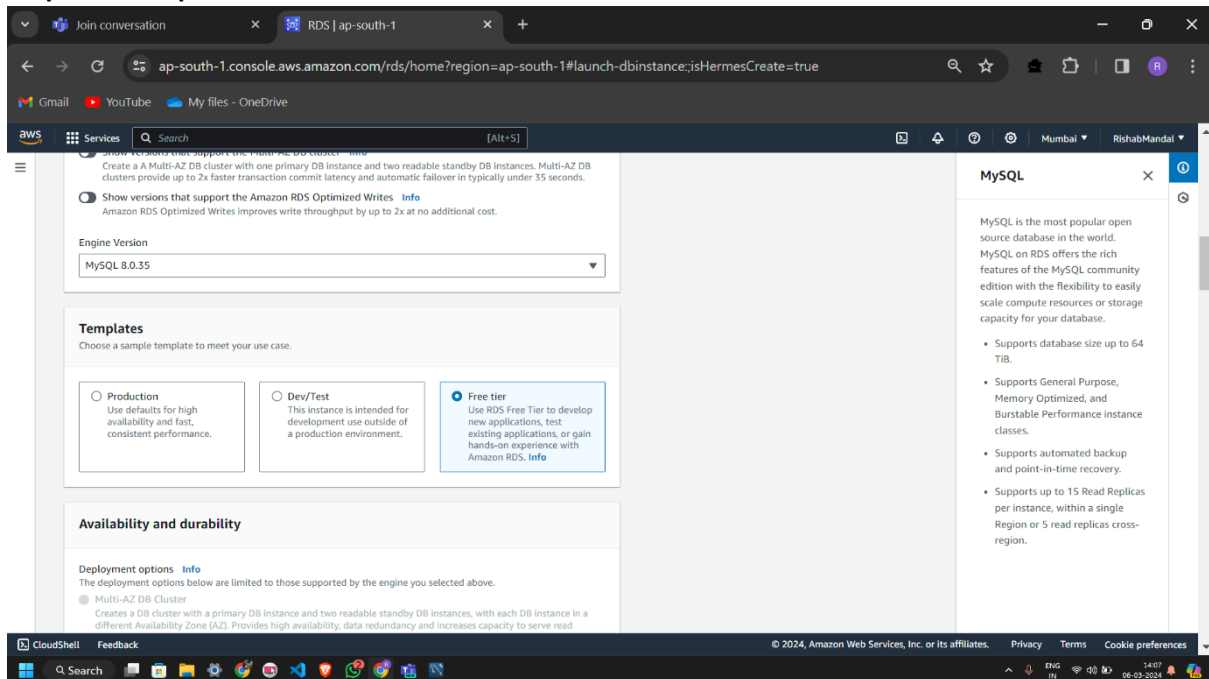 Join conversation
RDS | ap-south-1
ap-south-1.console.aws.amazon.com/rds/home?region=ap-south-1#launch-dbinstance:;isHermesCreate=true
R
Gmail
YouTube
My files - OneDrive
aws
Services
Search
[Alt+S]
Mumbai
RishabMandal
Show versions that support the Multi-AZ DB cluster Info
Create a A Multi-AZ DB cluster with one primary DB instance and two readable standby DB instances. Multi-AZ DB
clusters provide up to 2x faster transaction commit latency and automatic failover in typically under 35 seconds.
Show versions that support the Amazon RDS Optimized Writes Info
Amazon RDS Optimized Writes improves write throughput by up to 2x at no additional cost.
Engine Version
MySQL 8.0.35
Templates
Choose a sample template to meet your use case.
Production
Use defaults for high
availability and fast,
consistent performance.
Dev/Test
This instance is intended for
development use outside of
a production environment.
Free tier
Use RDS Free Tier to develop
new applications, test
existing applications, or gain
hands-on experience with
Amazon RDS. Info
Availability and durability
Deployment options Info
The deployment options below are limited to those supported by the engine you selected above.
Multi-AZ DB Cluster
Creates a DB cluster with a primary DB instance and two readable standby DB instances, with each DB instance in a
different Availability Zone (AZ). Provides high availability, data redundancy and increases capacity to serve read
MySQL
MySQL is the most popular open
source database in the world.
MySQL on RDS offers the rich
features of the MySQL community
edition with the flexibility to easily
scale compute resources or storage
capacity for your database.
• Supports database size up to 64
TiB.
• Supports General Purpose,
Memory Optimized, and
Burstable Performance instance
classes.
• Supports automated backup
and point-in-time recovery.
• Supports up to 15 Read Replicas
per instance, within a single
Region or 5 read replicas cross-
region.
CloudShell
Feedback
© 2024, Amazon Web Services, Inc. or its affiliates.
Privacy
Terms
Cookie preferences
Search
ENG
IN
14:07
06-03-2024